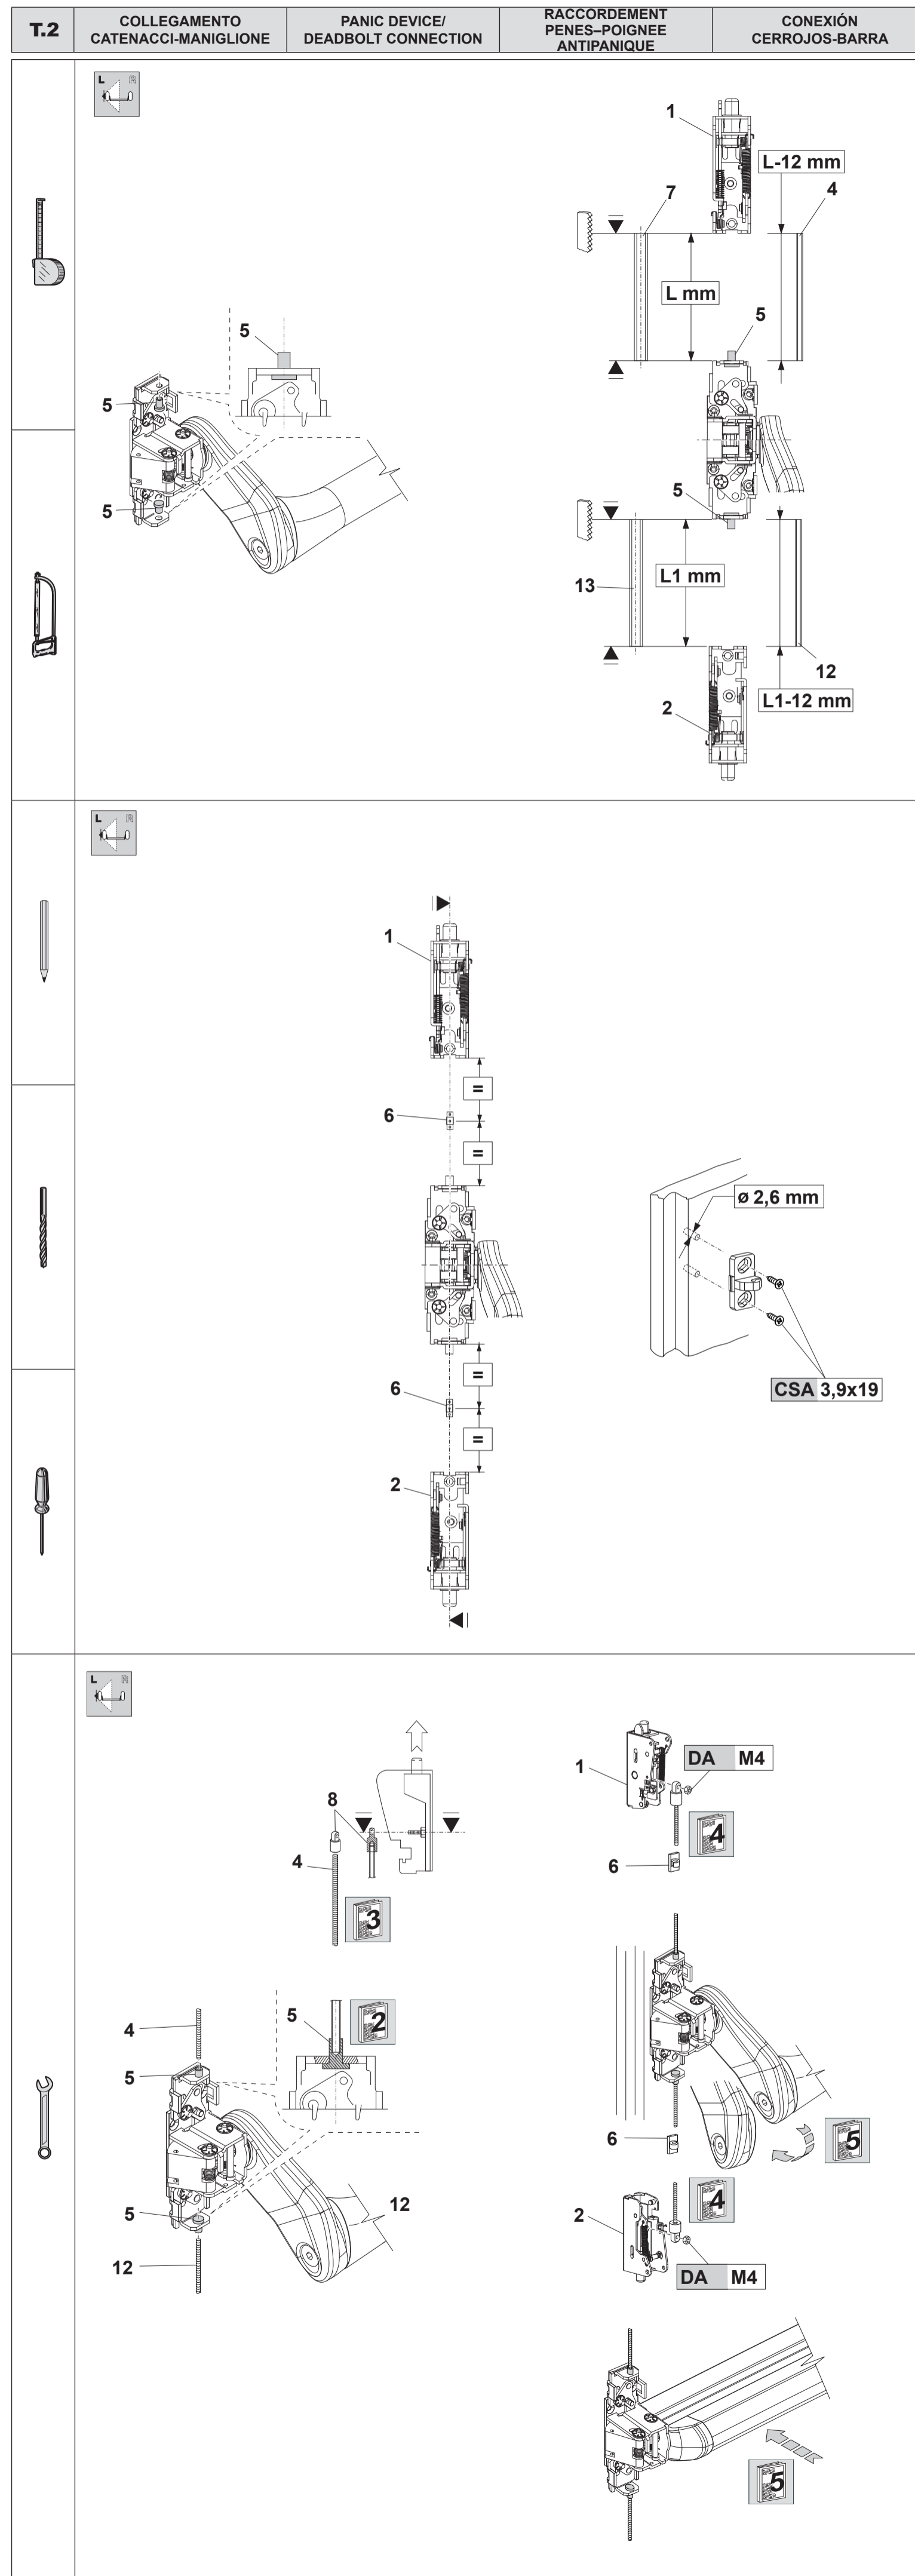 T.2
COLLEGAMENTO
CATENACCI-MANIGLIONE
PANIC DEVICE/
DEADBOLT CONNECTION
RACCORDEMENT
PENES–POIGNEE
ANTIPANIQUE
CONEXIÓN
CERROJOS-BARRA
L R
1
L-12 mm
7
4
L mm
5
5
5
5
5
13
L1 mm
12
L1-12 mm
2
L R
1
=
6
=
ø 2,6 mm
=
6
=
CSA 3,9x19
2
L R
1
DA M4
8
4
4
6
3
4
5
2
5
6
5
5
12
4
2
12
DA M4
5